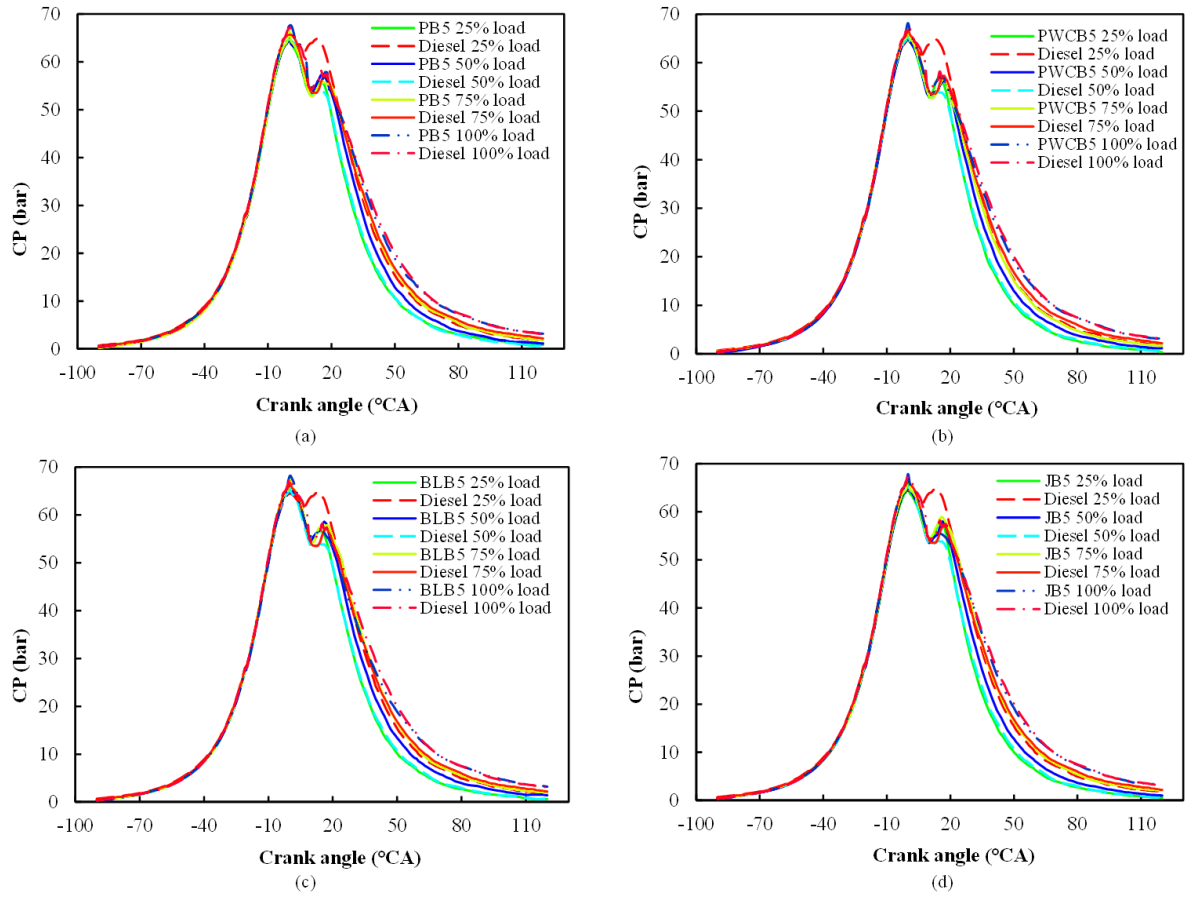 70
60
50
40
30
20
10
0
CP (bar)
PB5 25% load
Diesel 25% load
PB5 50% load
Diesel 50% load
PB5 75% load
Diesel 75% load
PB5 100% load
Diesel 100% load
-100 -70 -40 -10 20 50 80 110
Crank angle (°CA)
(a)
70
60
50
40
30
20
10
0
CP (bar)
PWCB5 25% load
Diesel 25% load
PWCB5 50% load
Diesel 50% load
PWCB5 75% load
Diesel 75% load
PWCB5 100% load
Diesel 100% load
-100 -70 -40 -10 20 50 80 110
Crank angle (°CA)
(b)
70
60
50
40
30
20
10
0
CP (bar)
BLB5 25% load
Diesel 25% load
BLB5 50% load
Diesel 50% load
BLB5 75% load
Diesel 75% load
BLB5 100% load
Diesel 100% load
-100 -70 -40 -10 20 50 80 110
Crank angle (°CA)
(c)
70
60
50
40
30
20
10
0
CP (bar)
JB5 25% load
Diesel 25% load
JB5 50% load
Diesel 50% load
JB5 75% load
Diesel 75% load
JB5 100% load
Diesel 100% load
-100 -70 -40 -10 20 50 80 110
Crank angle (°CA)
(d)